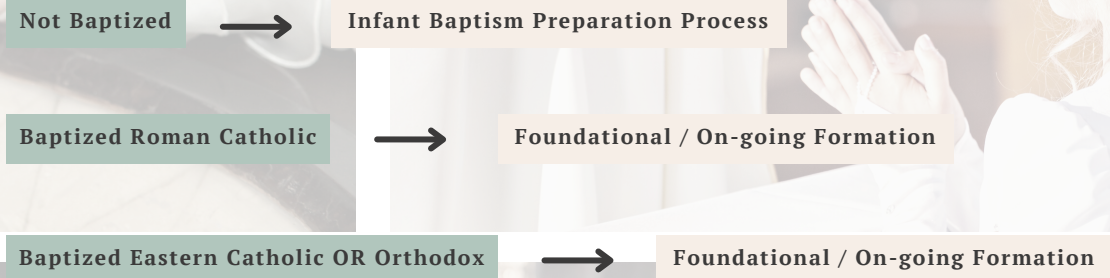 Not Baptized
Infant Baptism Preparation Process
Baptized Roman Catholic
Foundational / On-going Formation
Baptized Eastern Catholic OR Orthodox
Foundational / On-going Formation